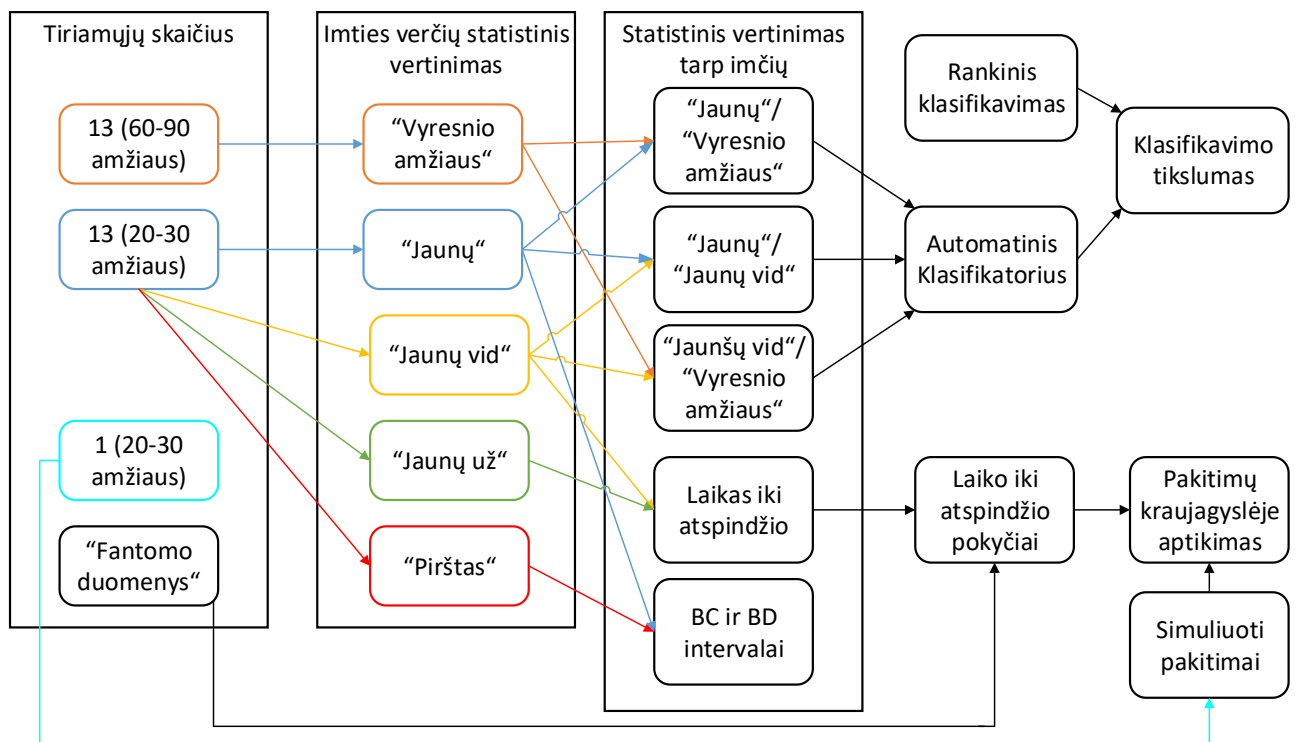 Tiriamųjų skaičius
13 (60-90
amžiaus)
13 (20-30
amžiaus)
1 (20-30
amžiaus)
“Fantomo
duomenys“
Imties verčių statistinis
vertinimas
“Vyresnio
amžiaus“
“Jaunų“
“Jaunų vid“
“Jaunų už“
“Pirštas“
Statistinis vertinimas
tarp imčių
“Jaunų“/
“Vyresnio
amžiaus“
“Jaunų“/
“Jaunų vid“
“Jaunšų vid“/
“Vyresnio
amžiaus“
Laikas iki
atspindžio
BC ir BD
intervalai
Rankinis
klasifikavimas
Automatinis
Klasifikatorius
Klasifikavimo
tikslumas
Laiko iki
atspindžio
pokyčiai
Pakitimų
kraujagyslėje
aptikimas
Simuliuoti
pakitimai